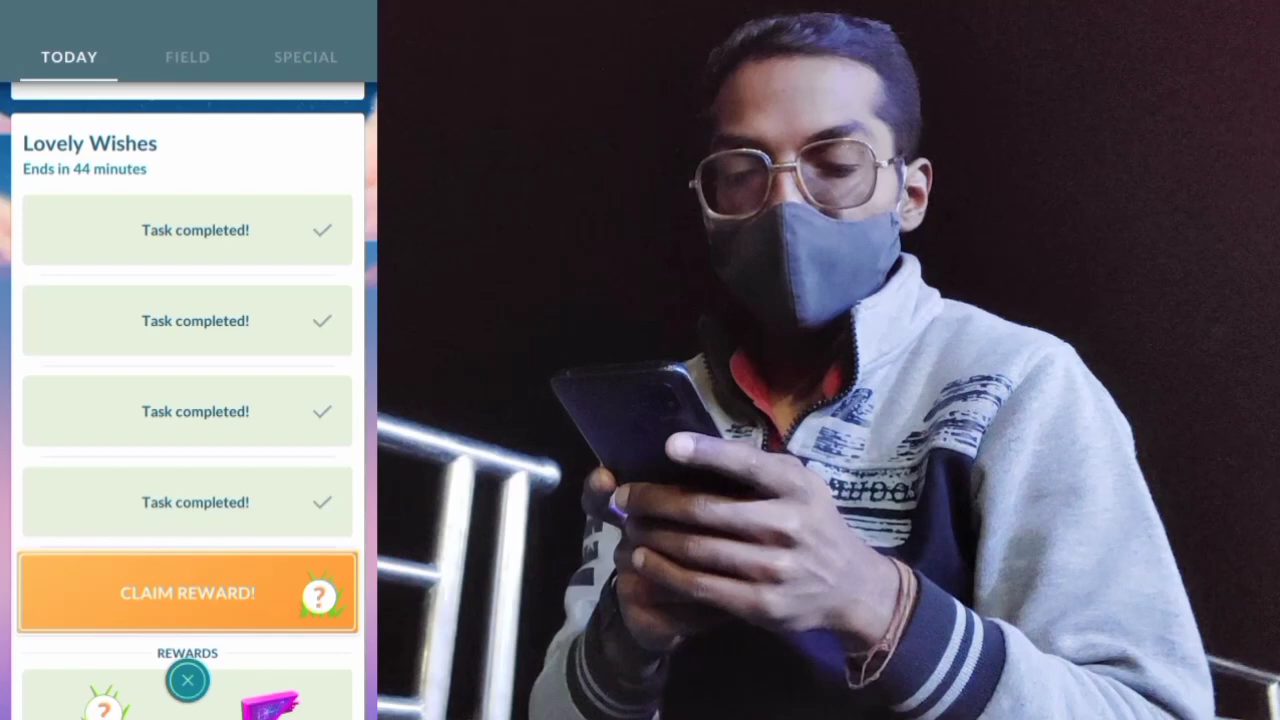 TODAY
FIELD
SPECIAL
Lovely Wishes
Ends in 44 minutes
Task completed!
Task completed!
Task completed!
Task completed!
CLAIM REWARD!
?
REWARDS
?